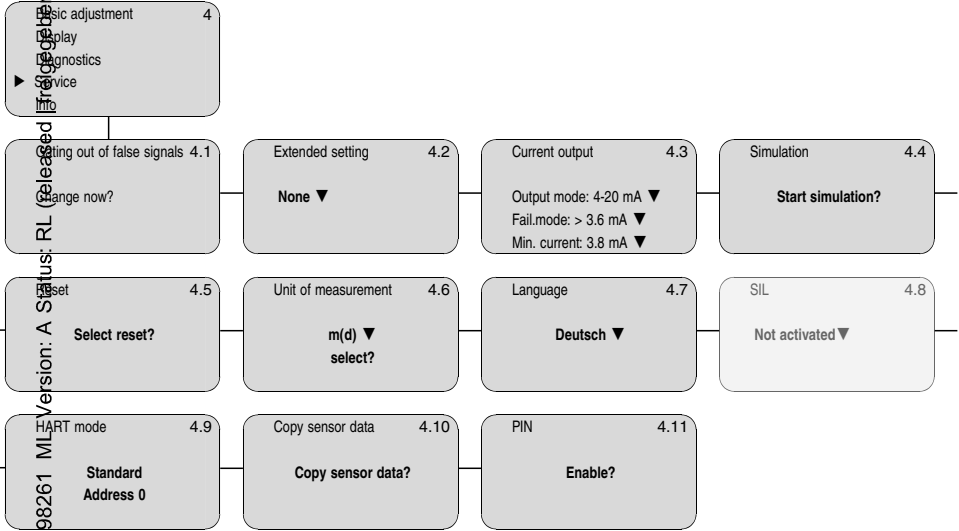 Basic adjustment 4
Display
Diagnostics
▶ Service
Info
Gating out of false signals 4.1
Change now?
Extended setting 4.2
None ▼
Current output 4.3
Output mode: 4-20 mA ▼
Fail.mode: > 3.6 mA ▼
Min. current: 3.8 mA ▼
Simulation 4.4
Start simulation?
Reset 4.5
Select reset?
Unit of measurement 4.6
m(d) ▼
select?
Language 4.7
Deutsch ▼
SIL 4.8
Not activated ▼
HART mode 4.9
Standard
Address 0
Copy sensor data 4.10
Copy sensor data?
PIN 4.11
Enable?
98261 ML Version: A Status: RL (released | freigegeben